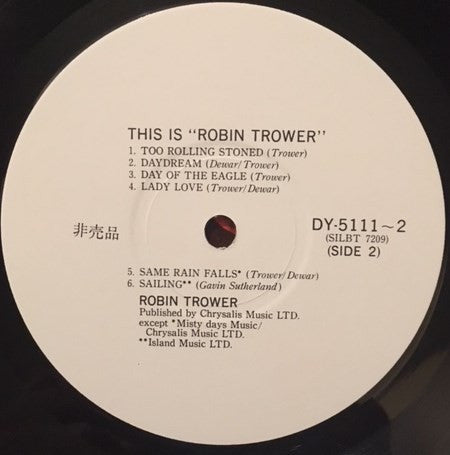 THIS IS "ROBIN TROWER"
1. TOO ROLLING STONED (Trower)
2. DAYDREAM (Dewar/Trower)
3. DAY OF THE EAGLE (Trower)
4. LADY LOVE (Trower/Dewar)
非売品
DY-5111~2
(SILBT 7209)
(SIDE 2)
5. SAME RAIN FALLS* (Trower/Dewar)
6. SAILING** (Gavin Sutherland)
ROBIN TROWER
Published by Chrysalis Music LTD.
except *Misty days Music/
Chrysalis Music LTD.
**Island Music LTD.